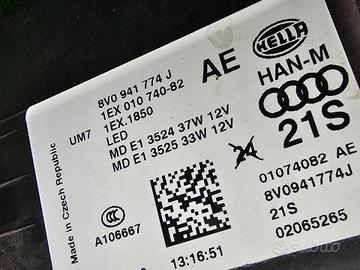 8V0 941 774 J
1EX 010 740-82
1EX.1850
UM7
LED
MD E1 3524 37W 12V
MD E1 3525 33W 12V
AE
HELLA
HAN-M
21S
Made in Czech Republic
CCC
A106667
13:16:51
01074082 AE
8V0941774J
21S
02065265
subito